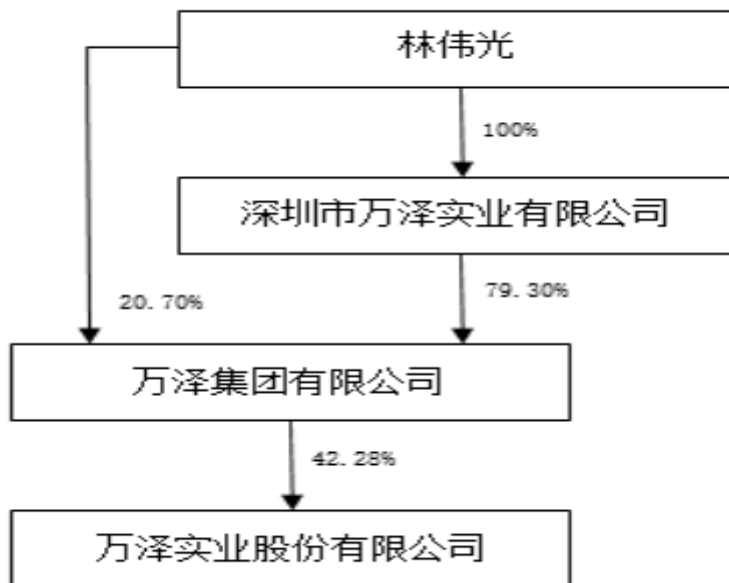 林伟光
100%
深圳市万泽实业有限公司
20.70%
79.30%
万泽集团有限公司
42.28%
万泽实业股份有限公司